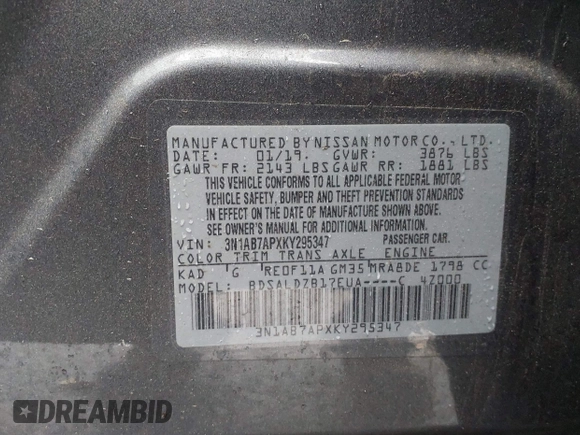 MANUFACTURED BY NISSAN MOTOR CO., LTD.
DATE: 01/19. GVWR: 3876 LBS
GAWR FR: 2143 LBS GAWR RR: 1881 LBS
THIS VEHICLE CONFORMS TO ALL APPLICABLE FEDERAL MOTOR
VEHICLE SAFETY, BUMPER AND THEFT PREVENTION STANDARDS
IN EFFECT ON THE DATE OF MANUFACTURE SHOWN ABOVE.
SEE OWNER'S MANUAL FOR ADDITIONAL INFORMATION.
VIN: 3N1AB7APXKY295347 PASSENGER CAR.
COLOR TRIM TRANS AXLE ENGINE
KAD G RE0F11A GM35 MRA8DE 1798 CC
MODEL: BDSALDZB17EUA----C 4Z000
3N1AB7APXKY295347
DREAMBID